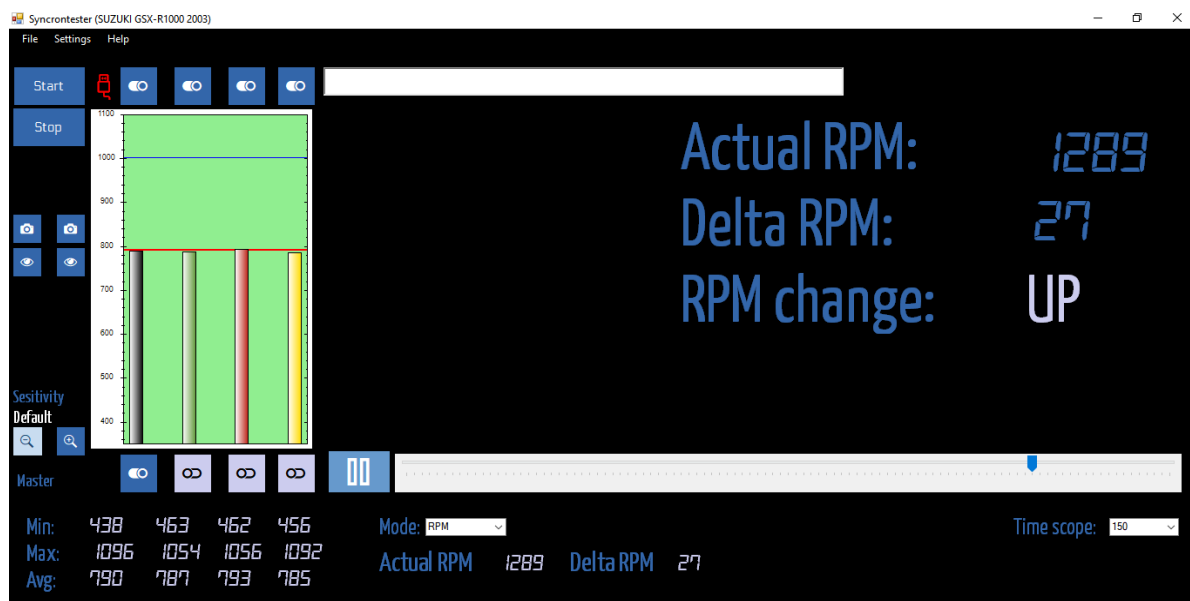 Syncrontester (SUZUKI GSX-R1000 2003)
File Settings Help
Start
Stop
1100
1000
900
800
700
600
500
400
Actual RPM: 1289
Delta RPM: 27
RPM change: UP
Sesitivity
Default
Master
Min: 438 463 462 456
Max: 1096 1054 1056 1092
Avg: 790 787 793 785
Mode: RPM
Time scope: 150
Actual RPM 1289 Delta RPM 27